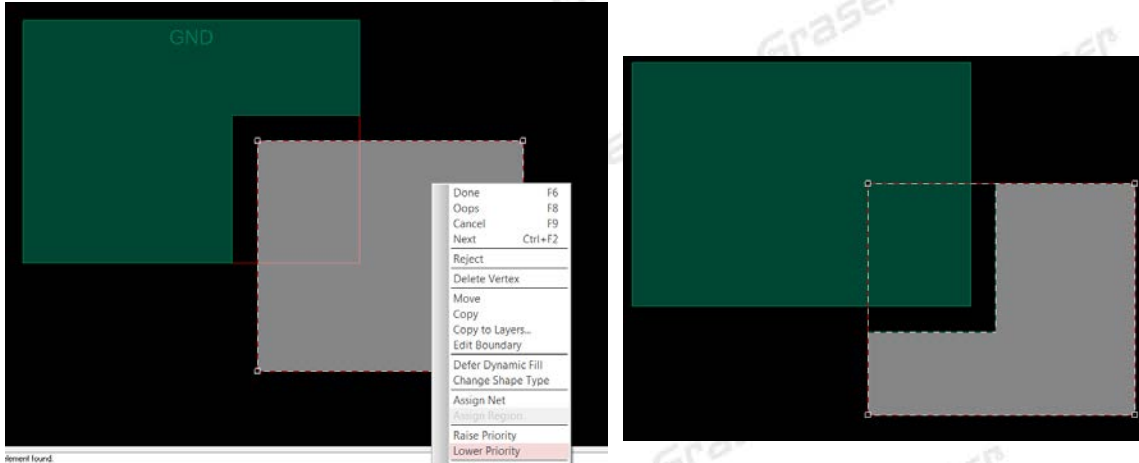 GND
Done F6
Oops F8
Cancel F9
Next Ctrl+F2
Reject
Delete Vertex
Move
Copy
Copy to Layers...
Edit Boundary
Defer Dynamic Fill
Change Shape Type
Assign Net
Assign Region...
Raise Priority
Lower Priority
element found.
Graser